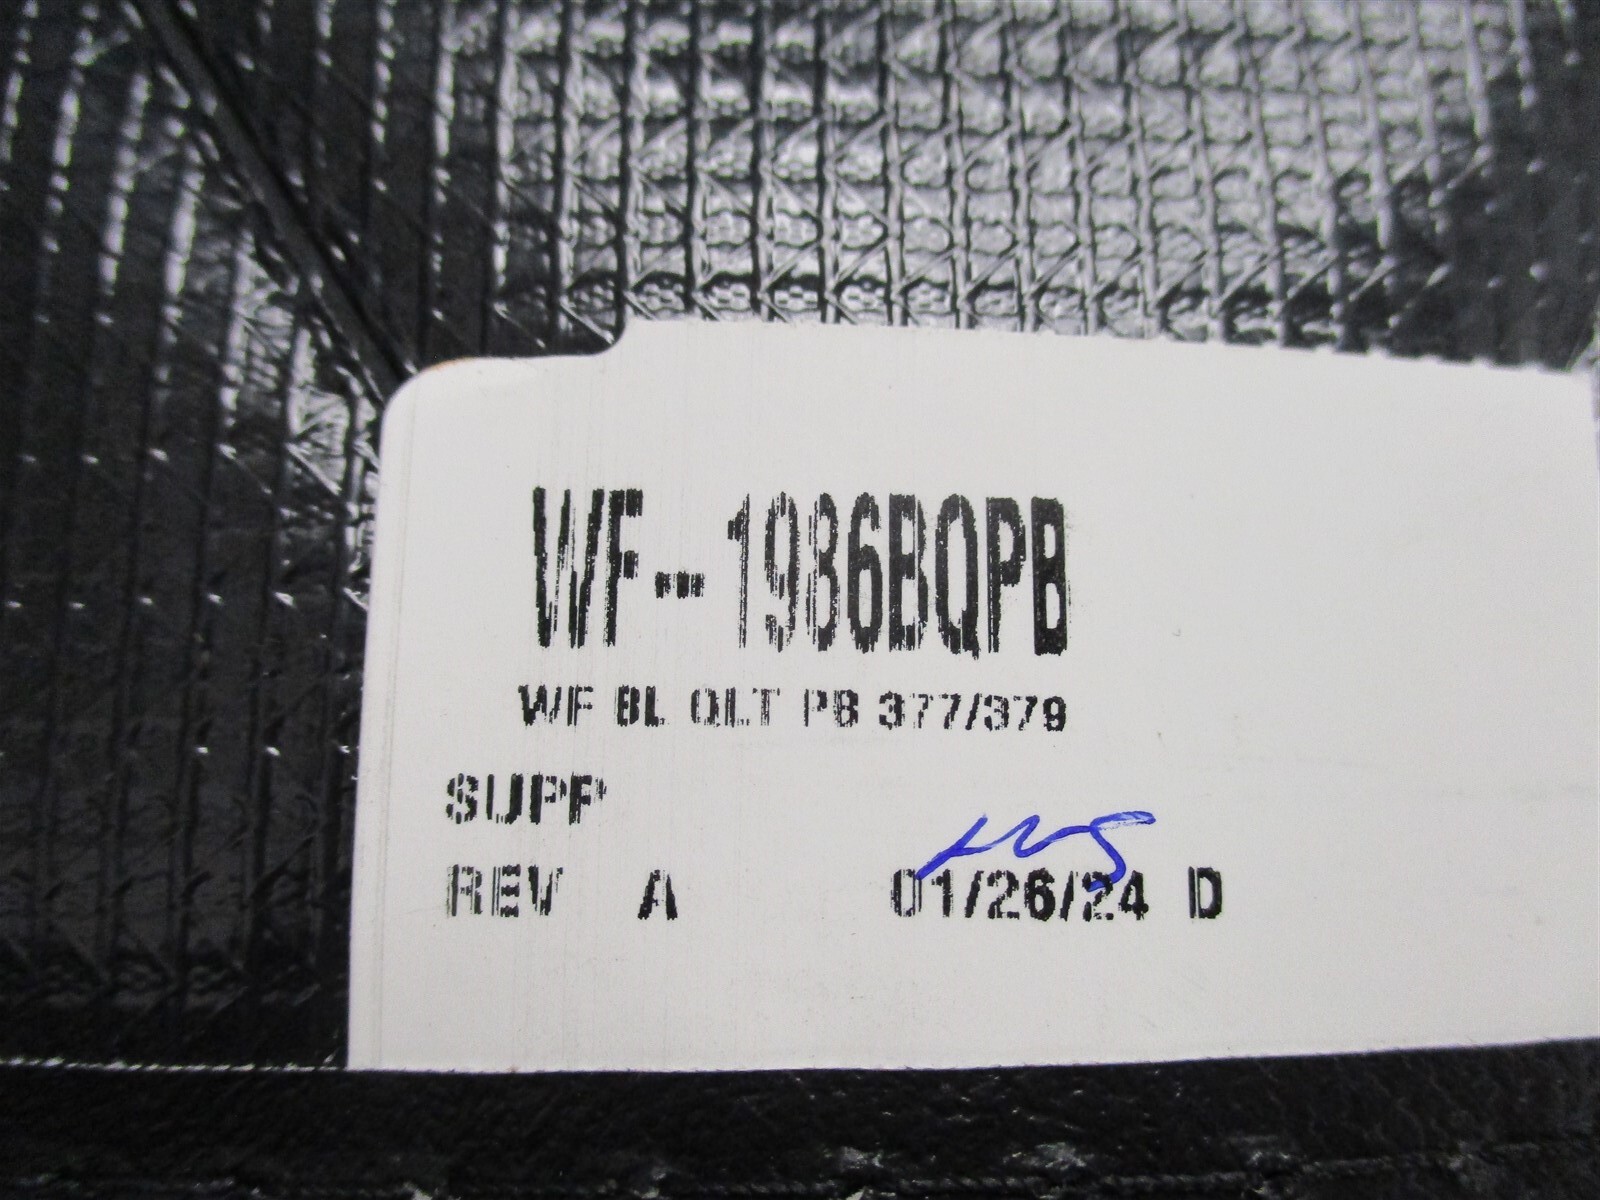 WF-1986BQPB
WF BL QLT PB 377/379
SUPP
REV A 01/26/24 D